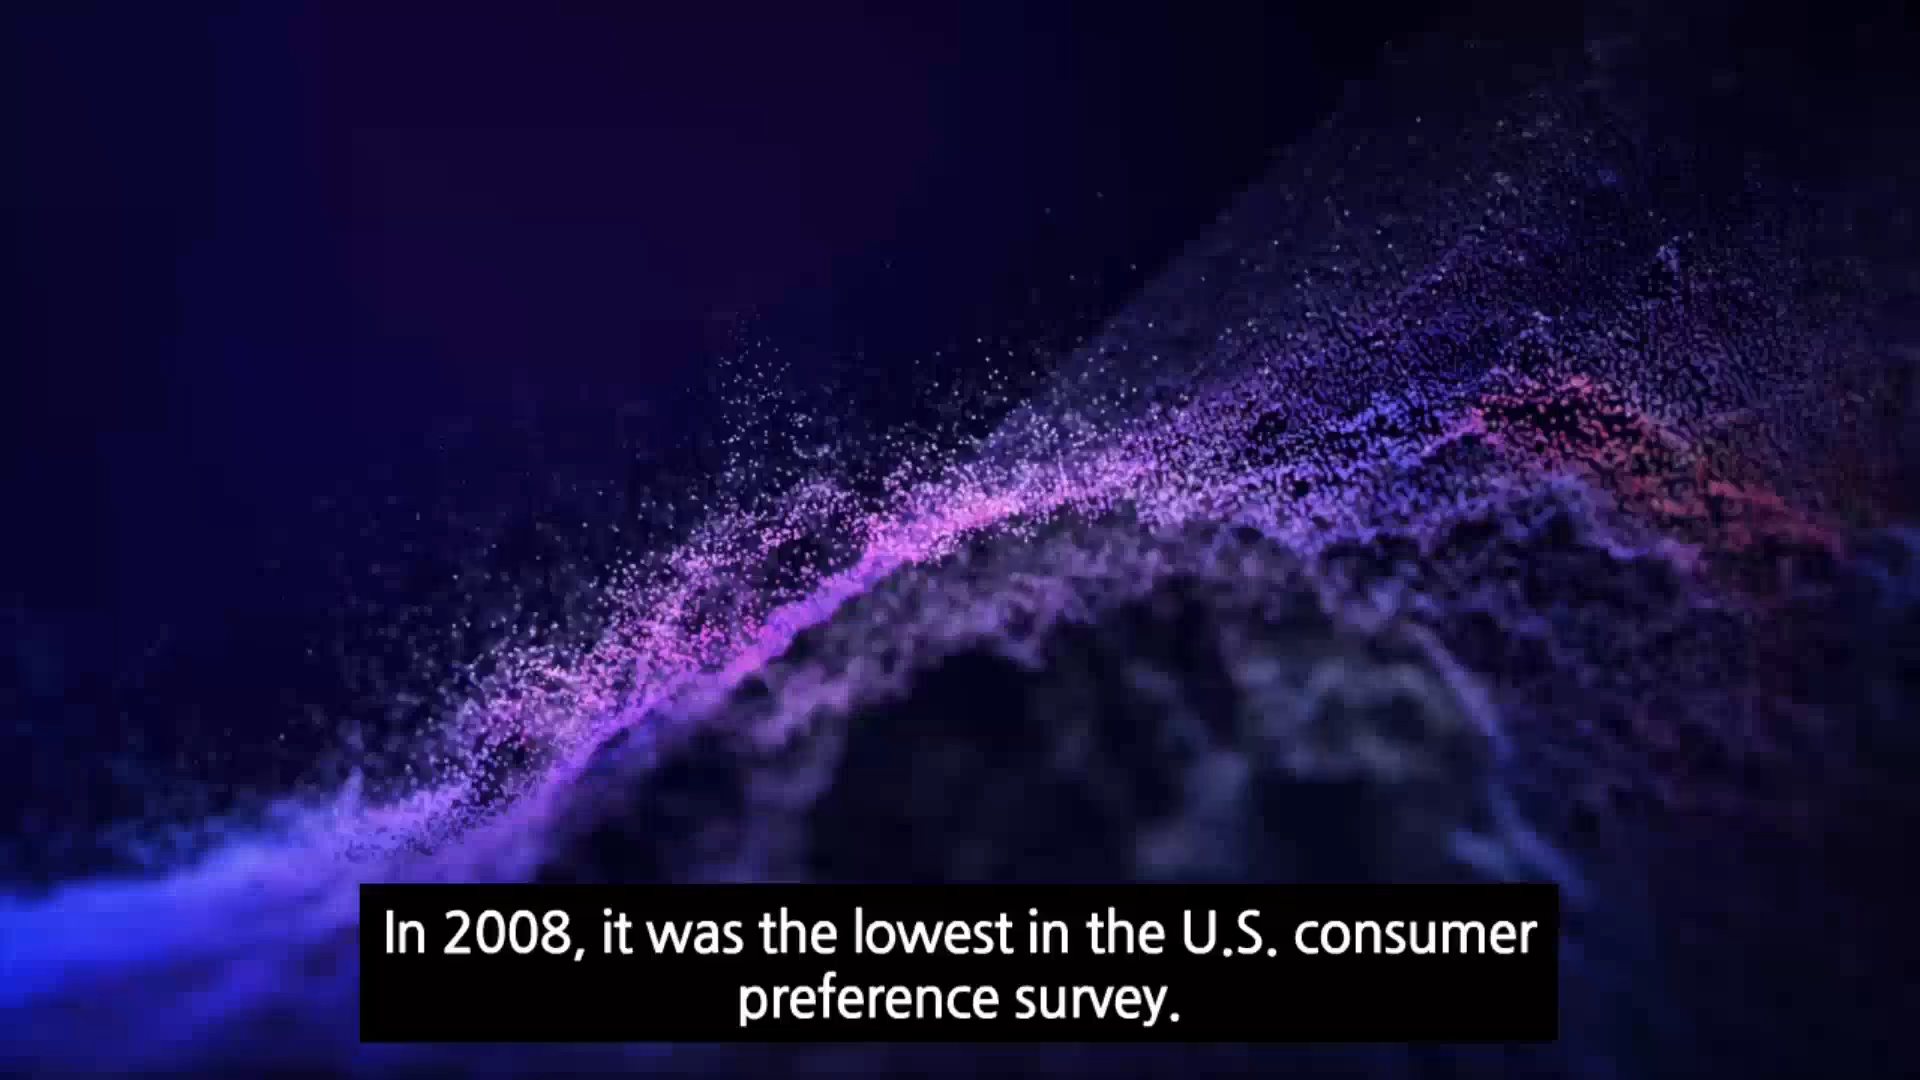 In 2008, it was the lowest in the U.S. consumer
preference survey.